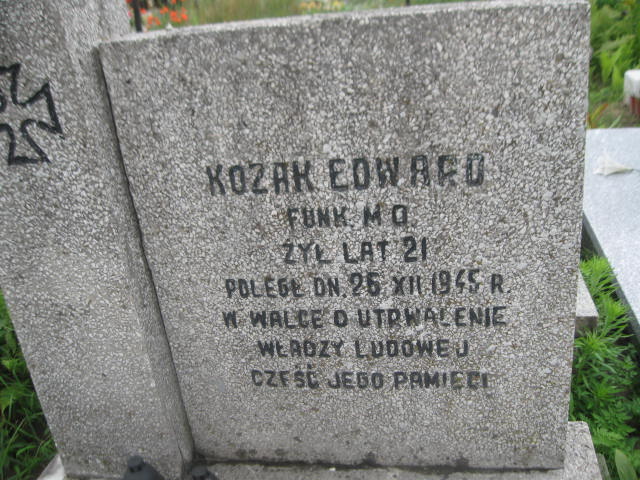 KOZAK EDWARD
FUNK. M O
ŻYŁ LAT 21
POLEGŁ DN. 26 XII 1945 R.
W WALCE O UTRWALENIE
WŁADZY LUDOWEJ
CZEŚĆ JEGO PAMIĘCI